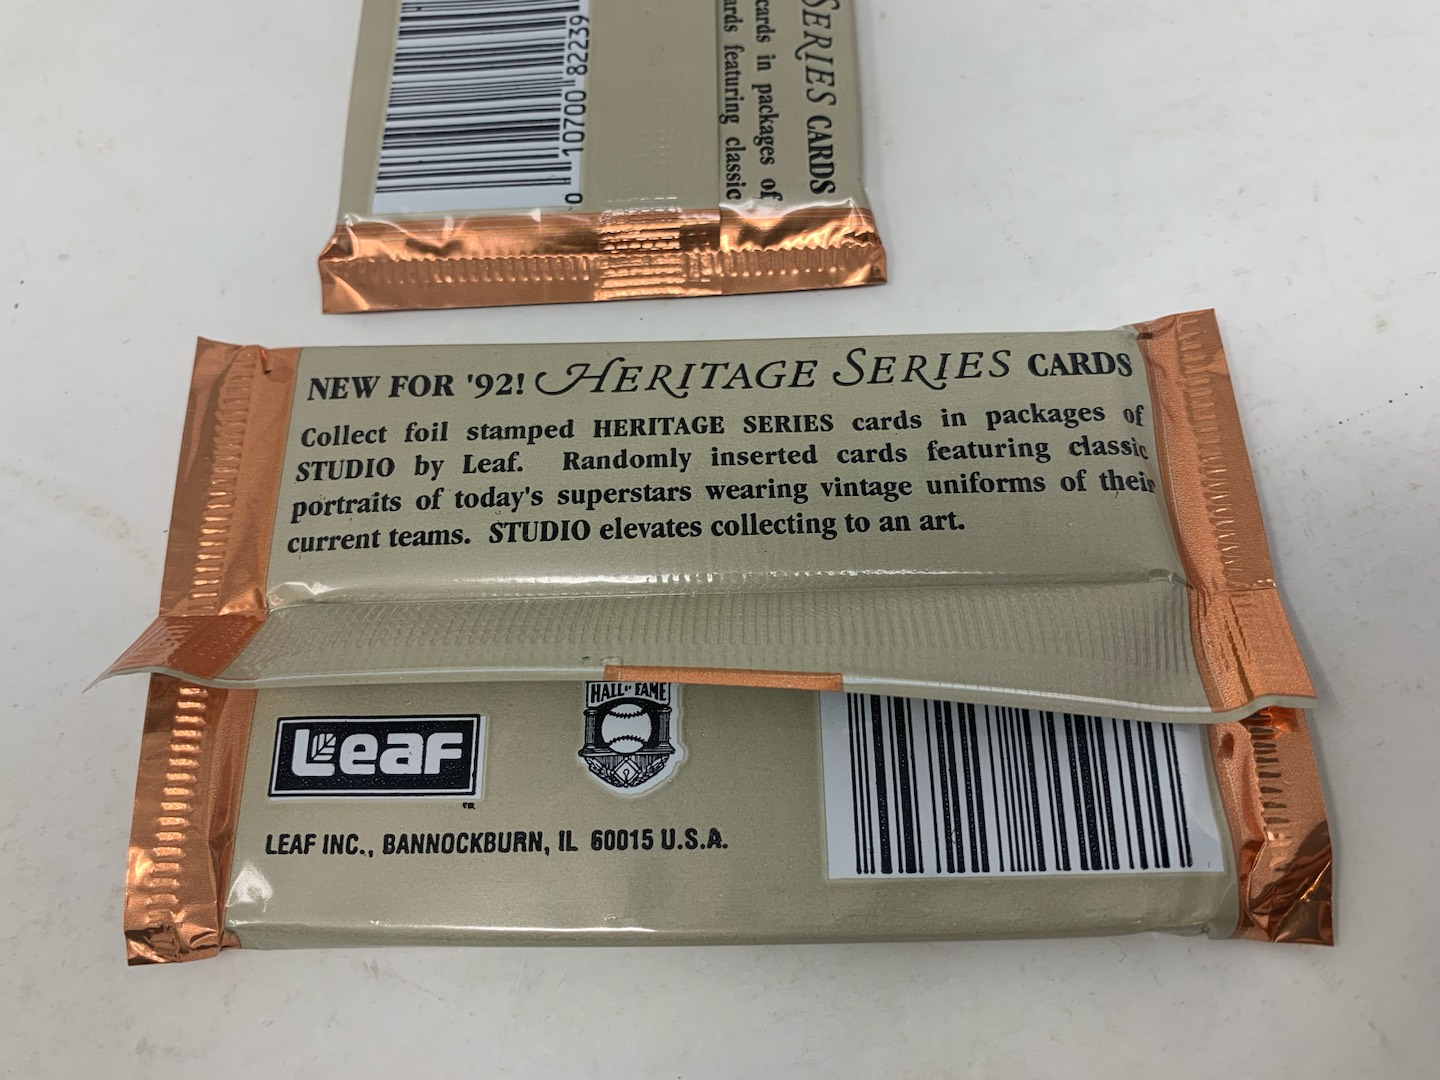 SERIES CARDS
cards in packages of
ards featuring classic
0 10700 82239
NEW FOR '92! HERITAGE SERIES CARDS
Collect foil stamped HERITAGE SERIES cards in packages of
STUDIO by Leaf. Randomly inserted cards featuring classic
portraits of today's superstars wearing vintage uniforms of their
current teams. STUDIO elevates collecting to an art.
HALL OF FAME
Leaf
TM
LEAF INC., BANNOCKBURN, IL 60015 U.S.A.